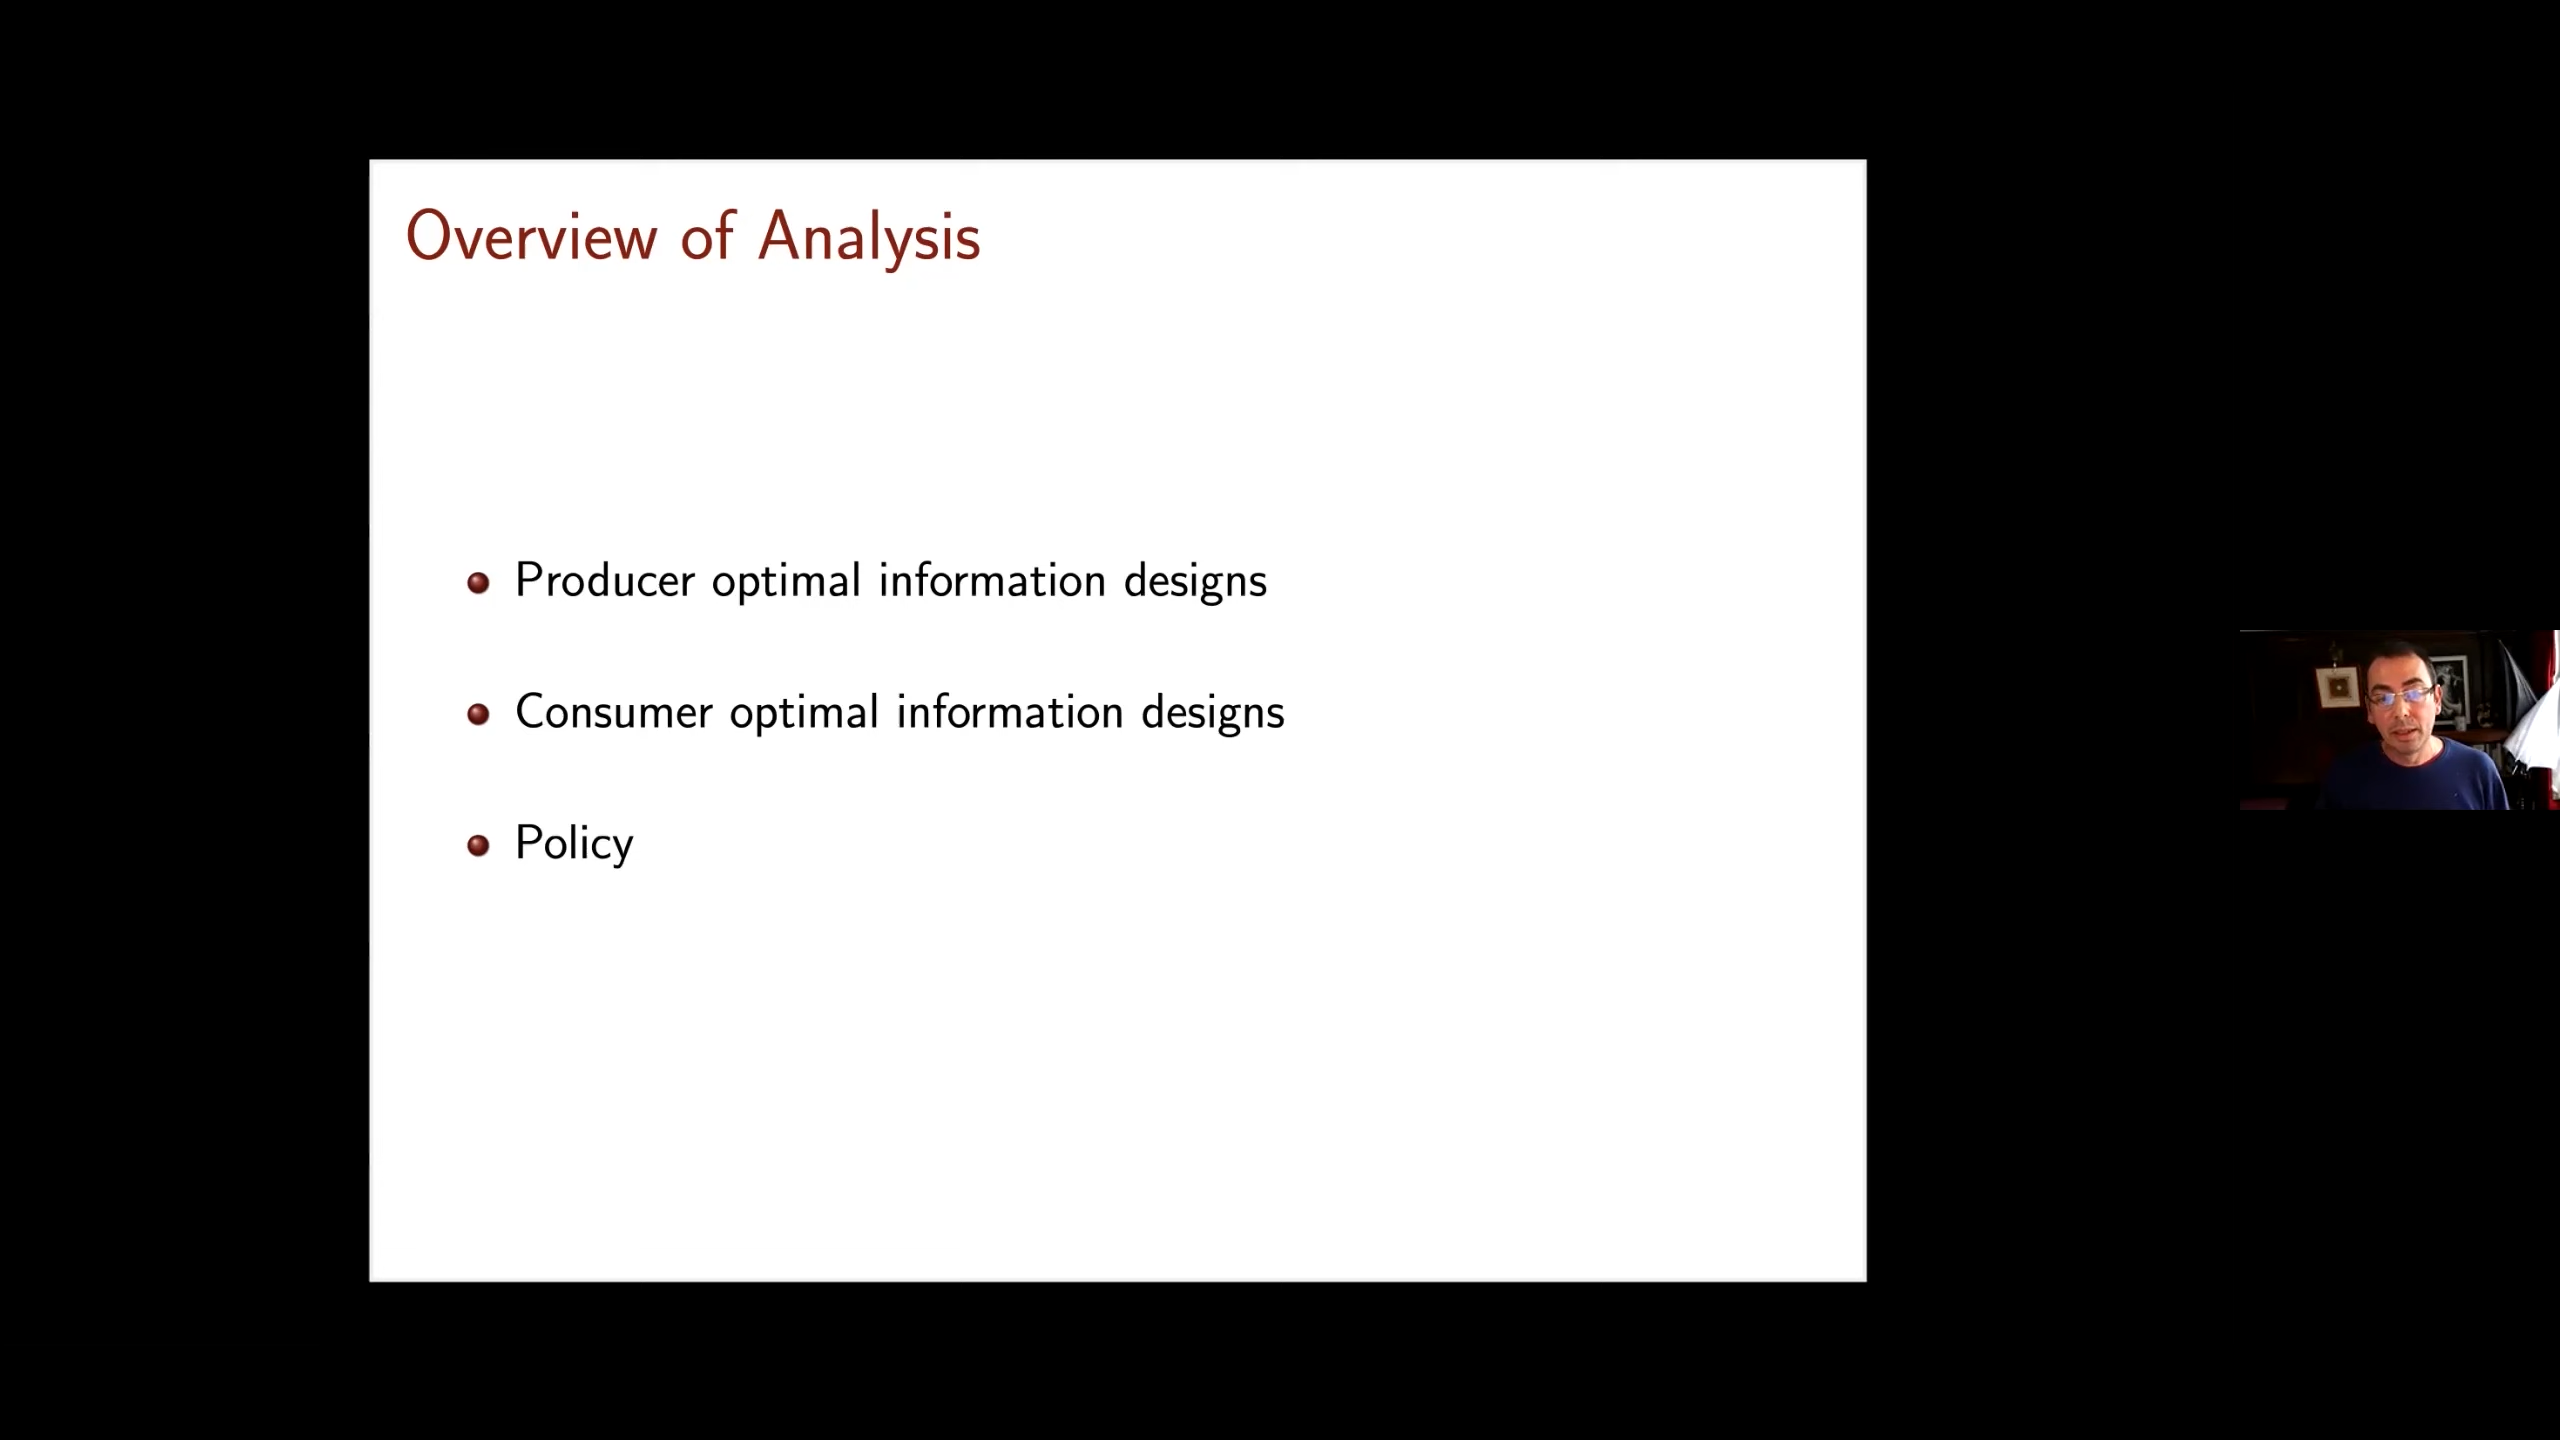 Overview of Analysis
Producer optimal information designs
Consumer optimal information designs
Policy